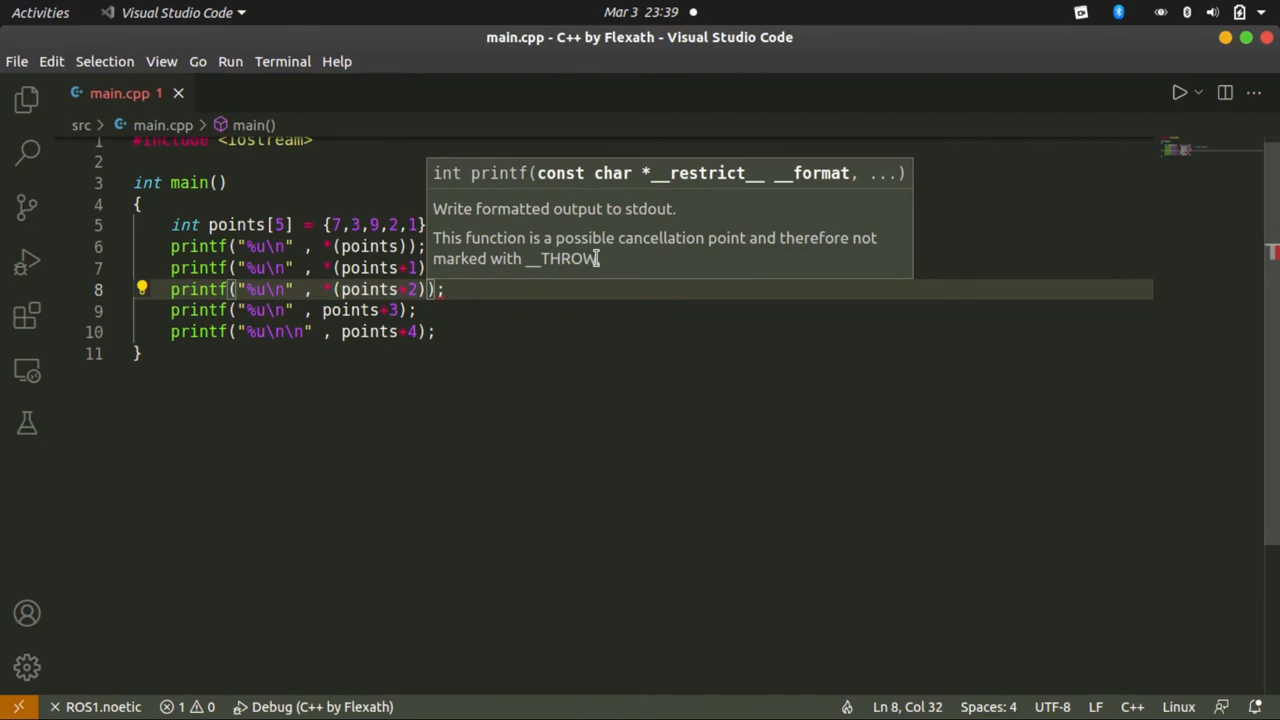 Activities Visual Studio Code Mar 3 23:39
main.cpp - C++ by Flexath - Visual Studio Code
File Edit Selection View Go Run Terminal Help
main.cpp 1
src > main.cpp > main()
1 #include <iostream>
2
3 int main()
4 {
5 int points[5] = {7,3,9,2,1}
6 printf("%u\n" , *(points));
7 printf("%u\n" , *(points+1)
8 printf("%u\n" , *(points+2));
9 printf("%u\n" , points+3);
10 printf("%u\n\n" , points+4);
11 }
int printf(const char *__restrict__ __format, ...)
Write formatted output to stdout.
This function is a possible cancellation point and therefore not
marked with __THROW
ROS1.noetic 1 0 Debug (C++ by Flexath) Ln 8, Col 32 Spaces: 4 UTF-8 LF C++ Linux